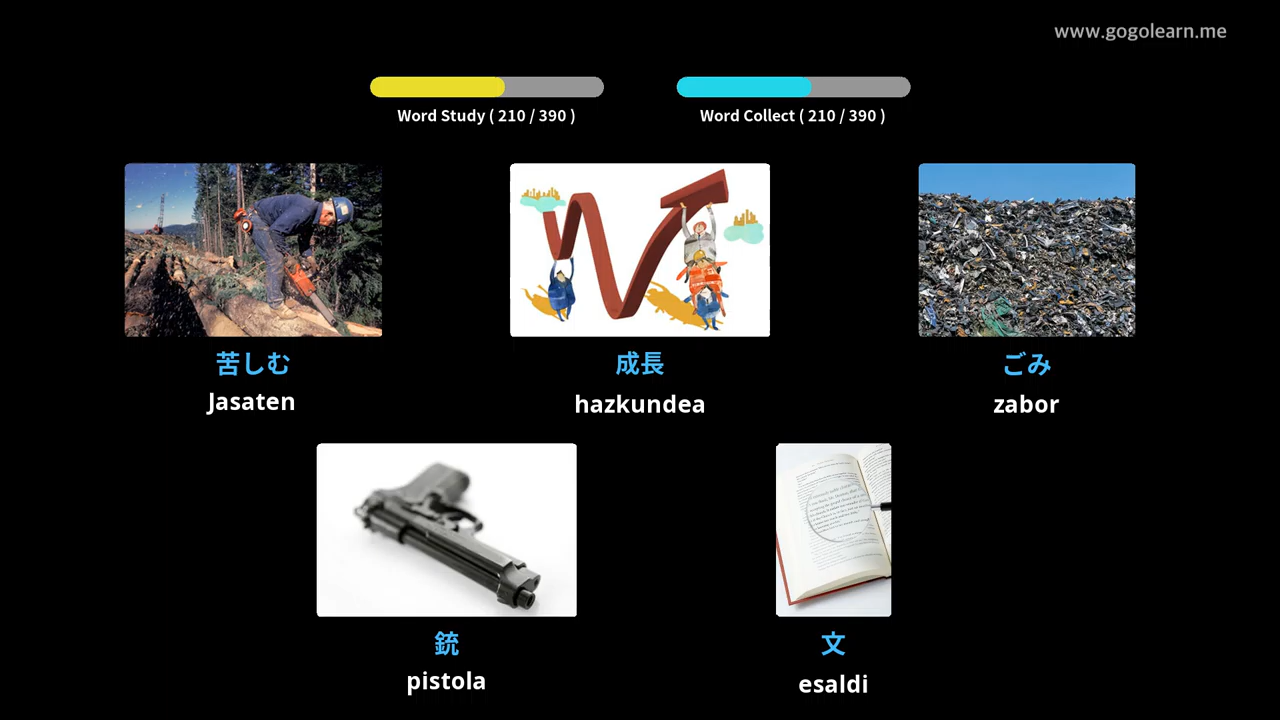 www.gogolearn.me
Word Study ( 210 / 390 )
Word Collect ( 210 / 390 )
苦しむ
Jasaten
成長
hazkundea
ごみ
zabor
銃
pistola
文
esaldi